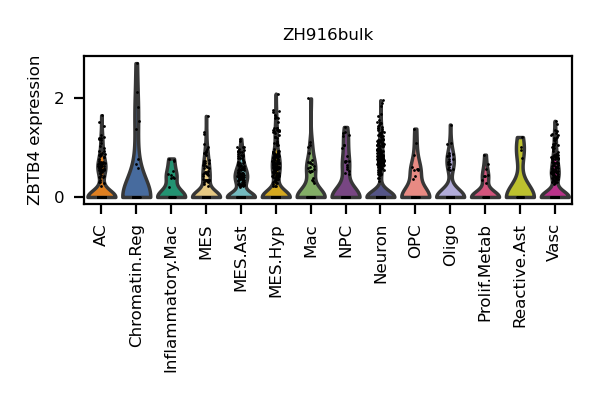 ZH916bulk
ZBTB4 expression
2
0
AC
Chromatin.Reg
Inflammatory.Mac
MES
MES.Ast
MES.Hyp
Mac
NPC
Neuron
OPC
Oligo
Prolif.Metab
Reactive.Ast
Vasc